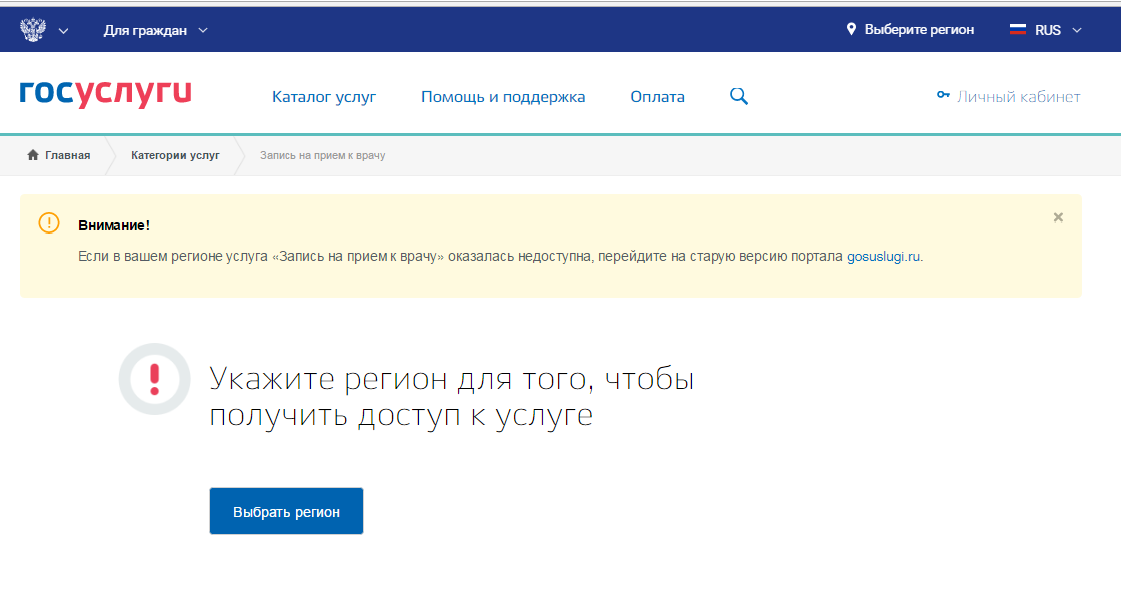 Для граждан
Выберите регион
RUS
госуслуги
Каталог услуг
Помощь и поддержка
Оплата
Личный кабинет
Главная
Категории услуг
Запись на прием к врачу
Внимание!
Если в вашем регионе услуга «Запись на прием к врачу» оказалась недоступна, перейдите на старую версию портала gosuslugi.ru.
Укажите регион для того, чтобы
получить доступ к услуге
Выбрать регион